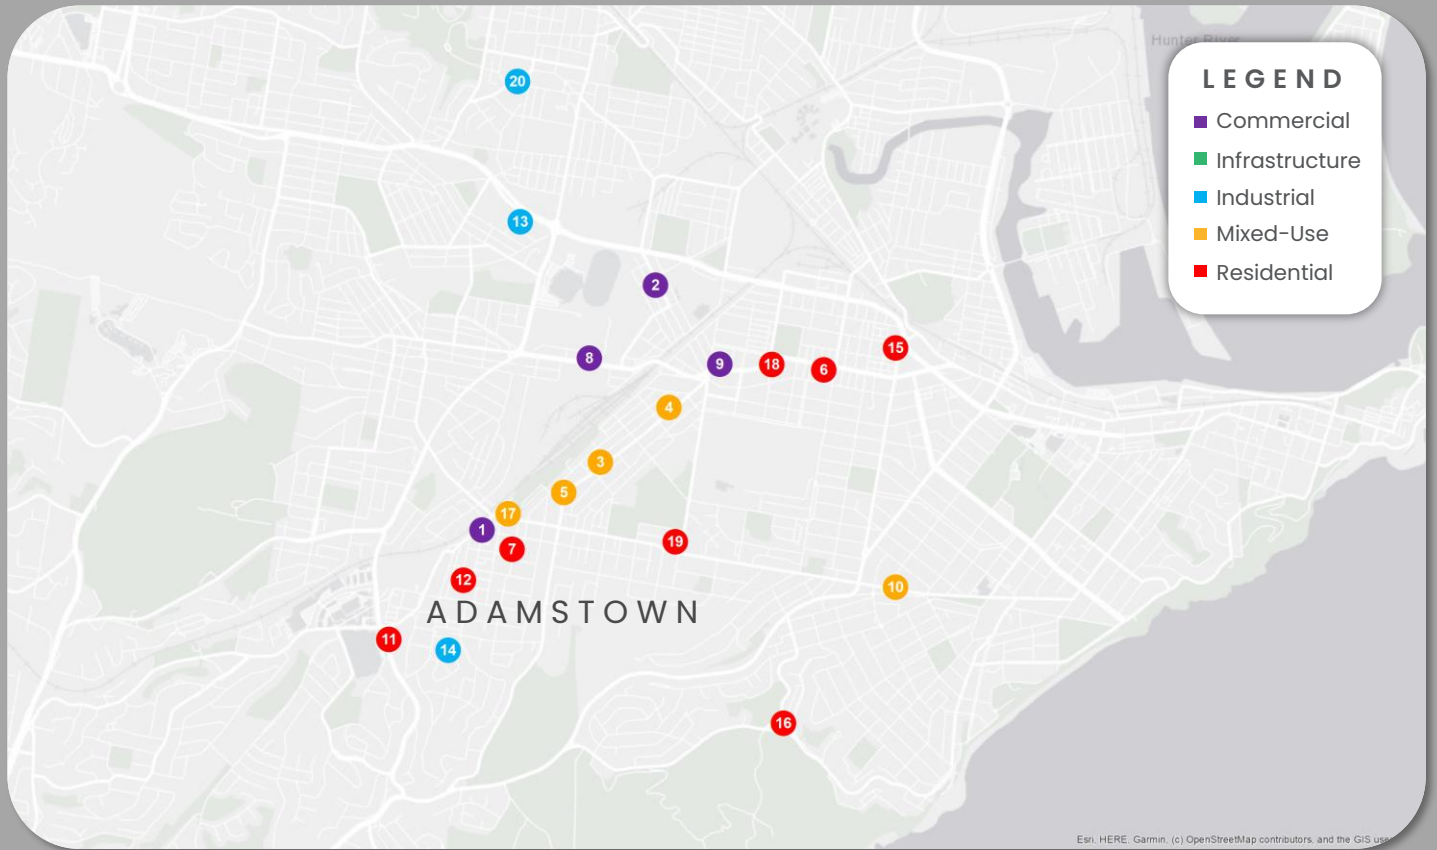 Hunter River
LEGEND
Commercial
Infrastructure
Industrial
Mixed-Use
Residential
20
13
2
8
9
18
6
15
4
3
5
17
1
7
19
12
10
ADAMSTOWN
11
14
16
Esri, HERE, Garmin, (c) OpenStreetMap contributors, and the GIS